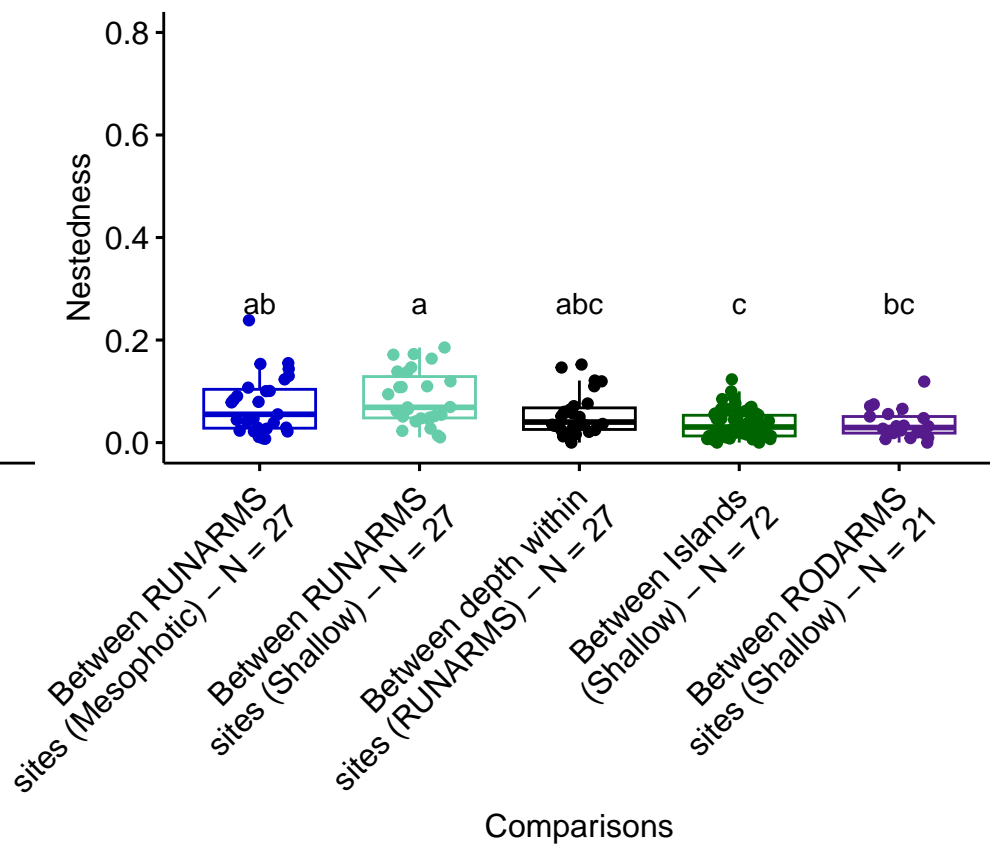 0.8
0.6
0.4
0.2
0.0
Nestedness
ab
a
abc
c
bc
Between RUNARMS
sites (Mesophotic) – N = 27
Between RUNARMS
sites (Shallow) – N = 27
Between depth within
sites (RUNARMS) – N = 27
Between Islands
(Shallow) – N = 72
Between RODARMS
sites (Shallow) – N = 21
Comparisons